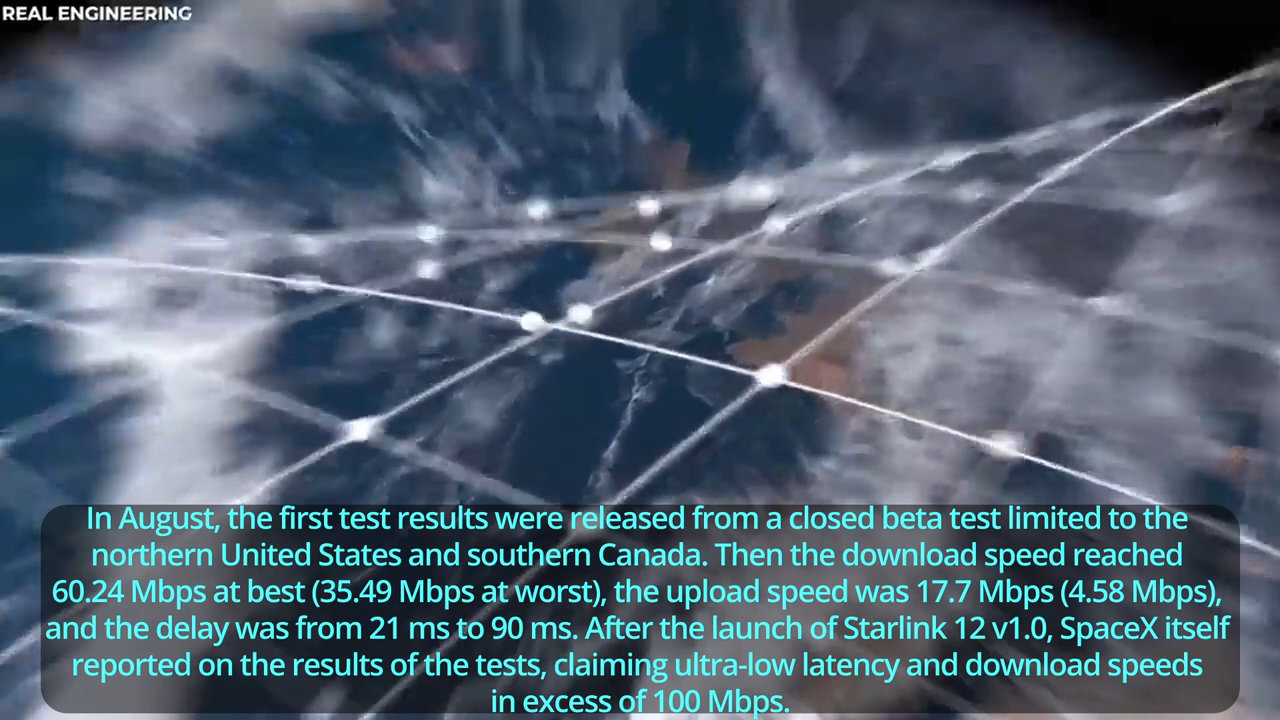 REAL ENGINEERING
In August, the first test results were released from a closed beta test limited to the
northern United States and southern Canada. Then the download speed reached
60.24 Mbps at best (35.49 Mbps at worst), the upload speed was 17.7 Mbps (4.58 Mbps),
and the delay was from 21 ms to 90 ms. After the launch of Starlink 12 v1.0, SpaceX itself
reported on the results of the tests, claiming ultra-low latency and download speeds
in excess of 100 Mbps.